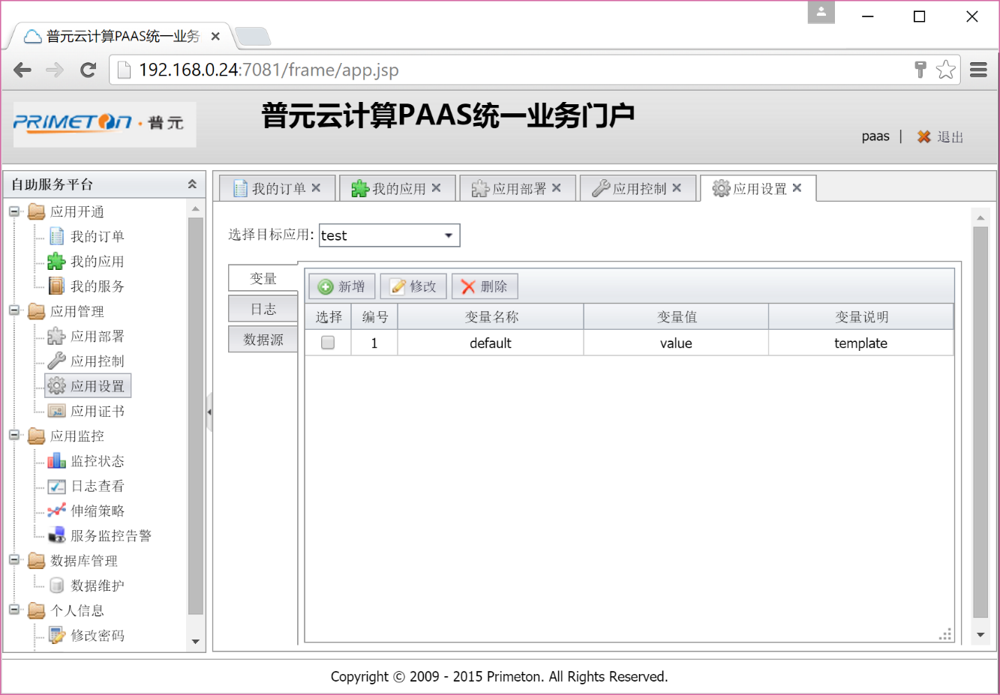 普元云计算PAAS统一业务
192.168.0.24:7081/frame/app.jsp
PRIMETON·普元
普元云计算PAAS统一业务门户
paas | 退出
自助服务平台
应用开通
我的订单
我的应用
我的服务
应用管理
应用部署
应用控制
应用设置
应用证书
应用监控
监控状态
日志查看
伸缩策略
服务监控告警
数据库管理
数据维护
个人信息
修改密码
我的订单 我的应用 应用部署 应用控制 应用设置
选择目标应用: test
变量
日志
数据源
新增 修改 删除
选择 编号 变量名称 变量值 变量说明
1 default value template
Copyright © 2009 - 2015 Primeton. All Rights Reserved.